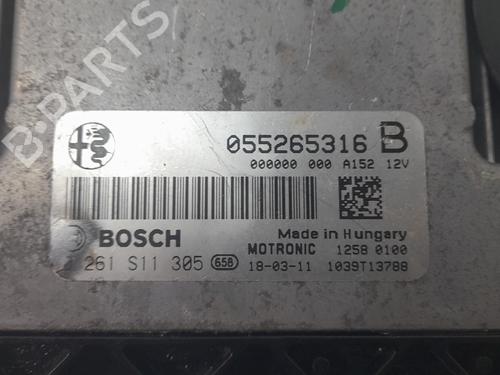 B-PARTS
055265316 B
000000 000 A152 12V
BOSCH
Made in Hungary
MOTRONIC 1258 0100
261 S11 305 658 18-03-11 1039T13788